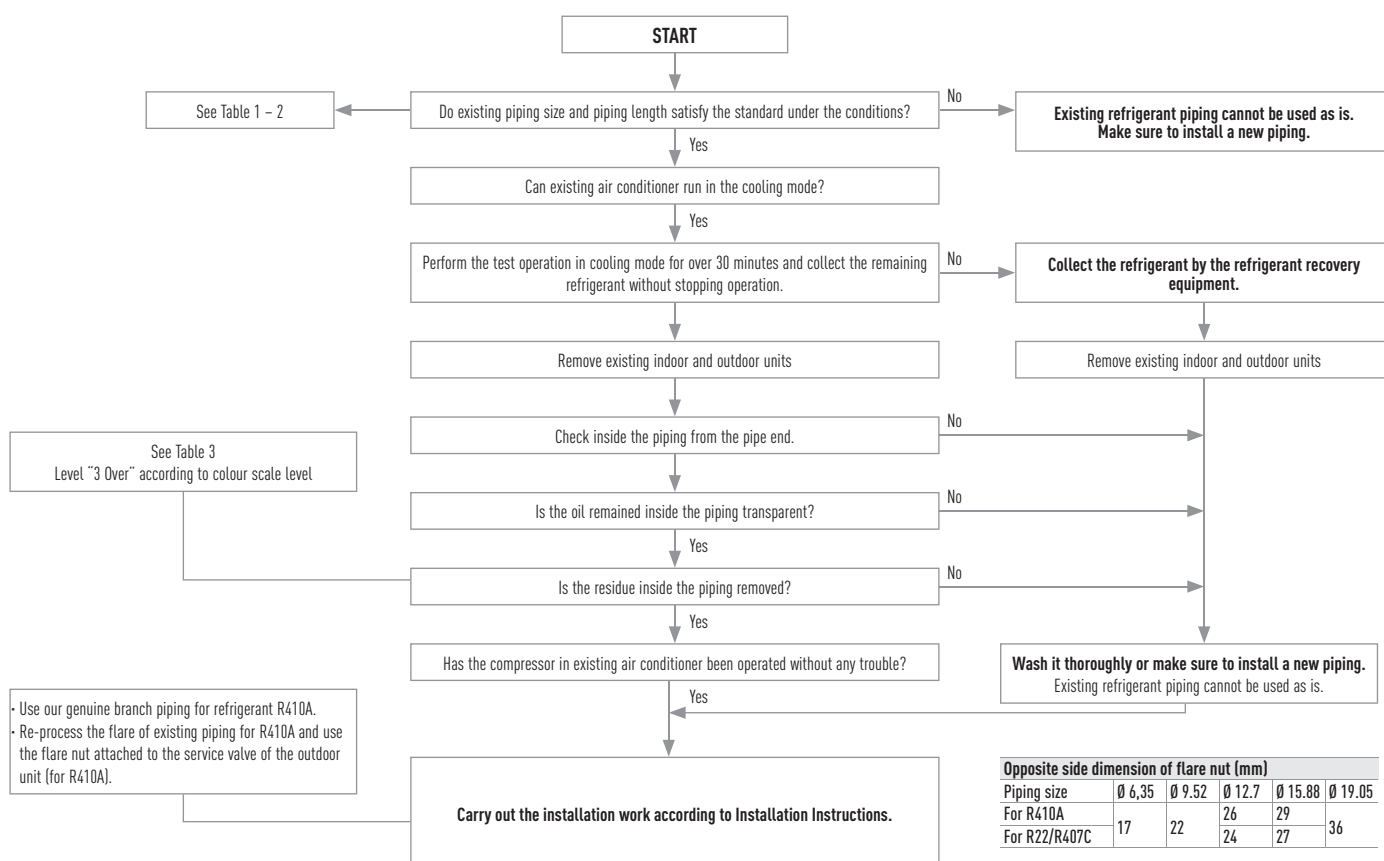 START
See Table 1 – 2
Do existing piping size and piping length satisfy the standard under the conditions?
No
Existing refrigerant piping cannot be used as is.
Make sure to install a new piping.
Yes
Can existing air conditioner run in the cooling mode?
Yes
Perform the test operation in cooling mode for over 30 minutes and collect the remaining
refrigerant without stopping operation.
No
Collect the refrigerant by the refrigerant recovery
equipment.
Remove existing indoor and outdoor units
Remove existing indoor and outdoor units
Check inside the piping from the pipe end.
No
See Table 3
Level ¨3 Over¨ according to colour scale level
Is the oil remained inside the piping transparent?
No
Yes
Is the residue inside the piping removed?
No
Yes
Has the compressor in existing air conditioner been operated without any trouble?
Wash it thoroughly or make sure to install a new piping.
Existing refrigerant piping cannot be used as is.
Yes
· Use our genuine branch piping for refrigerant R410A.
· Re-process the flare of existing piping for R410A and use
the flare nut attached to the service valve of the outdoor
unit (for R410A).
Carry out the installation work according to Installation Instructions.
Opposite side dimension of flare nut (mm)
Piping size Ø 6,35 Ø 9.52 Ø 12.7 Ø 15.88 Ø 19.05
For R410A 17 22 26 29 36
For R22/R407C 24 27